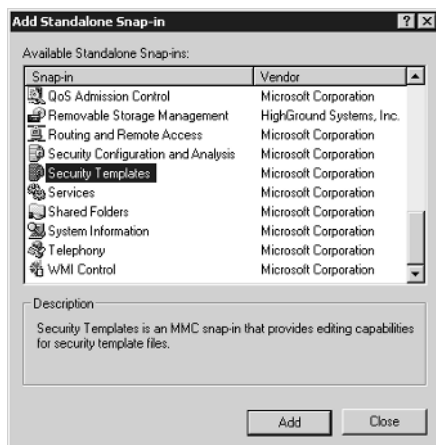 Add Standalone Snap-in
Available Standalone Snap-ins:
Snap-in Vendor
QoS Admission Control Microsoft Corporation
Removable Storage Management HighGround Systems, Inc.
Routing and Remote Access Microsoft Corporation
Security Configuration and Analysis Microsoft Corporation
Security Templates Microsoft Corporation
Services Microsoft Corporation
Shared Folders Microsoft Corporation
System Information Microsoft Corporation
Telephony Microsoft Corporation
WMI Control Microsoft Corporation
Description
Security Templates is an MMC snap-in that provides editing capabilities
for security template files.
Add Close